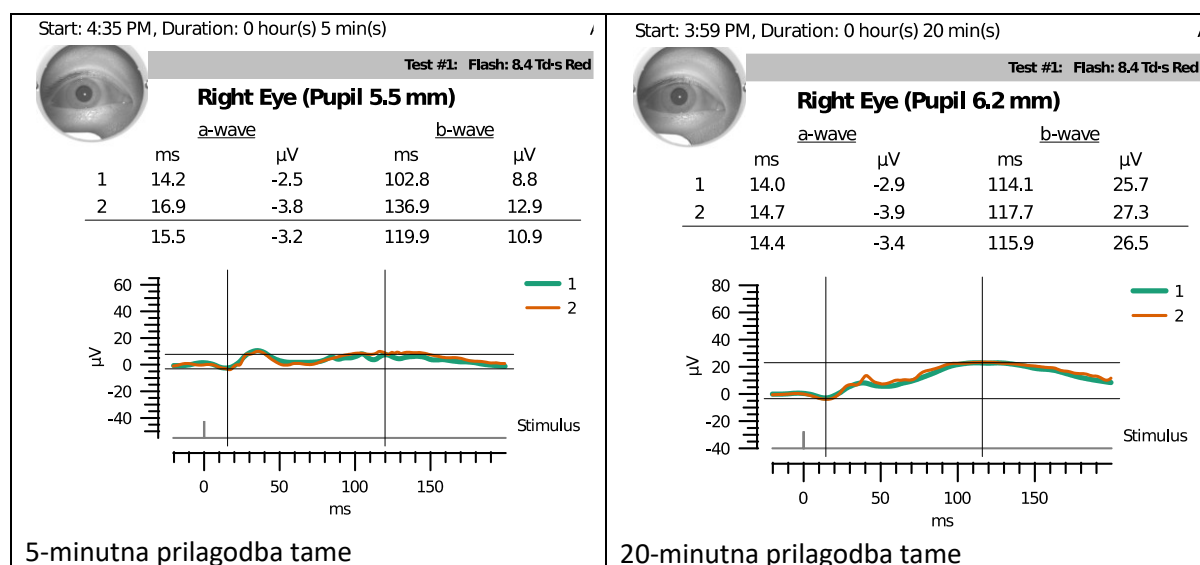 Start: 4:35 PM, Duration: 0 hour(s) 5 min(s)
Test #1: Flash: 8.4 Td·s Red
Right Eye (Pupil 5.5 mm)
a-wave b-wave
ms µV ms µV
1 14.2 -2.5 102.8 8.8
2 16.9 -3.8 136.9 12.9
15.5 -3.2 119.9 10.9
60
40
20
0
-20
-40
µV
1
2
Stimulus
0 50 100 150
ms
5-minutna prilagodba tame
Start: 3:59 PM, Duration: 0 hour(s) 20 min(s)
Test #1: Flash: 8.4 Td·s Red
Right Eye (Pupil 6.2 mm)
a-wave b-wave
ms µV ms µV
1 14.0 -2.9 114.1 25.7
2 14.7 -3.9 117.7 27.3
14.4 -3.4 115.9 26.5
80
60
40
20
0
-20
-40
µV
1
2
Stimulus
0 50 100 150
ms
20-minutna prilagodba tame